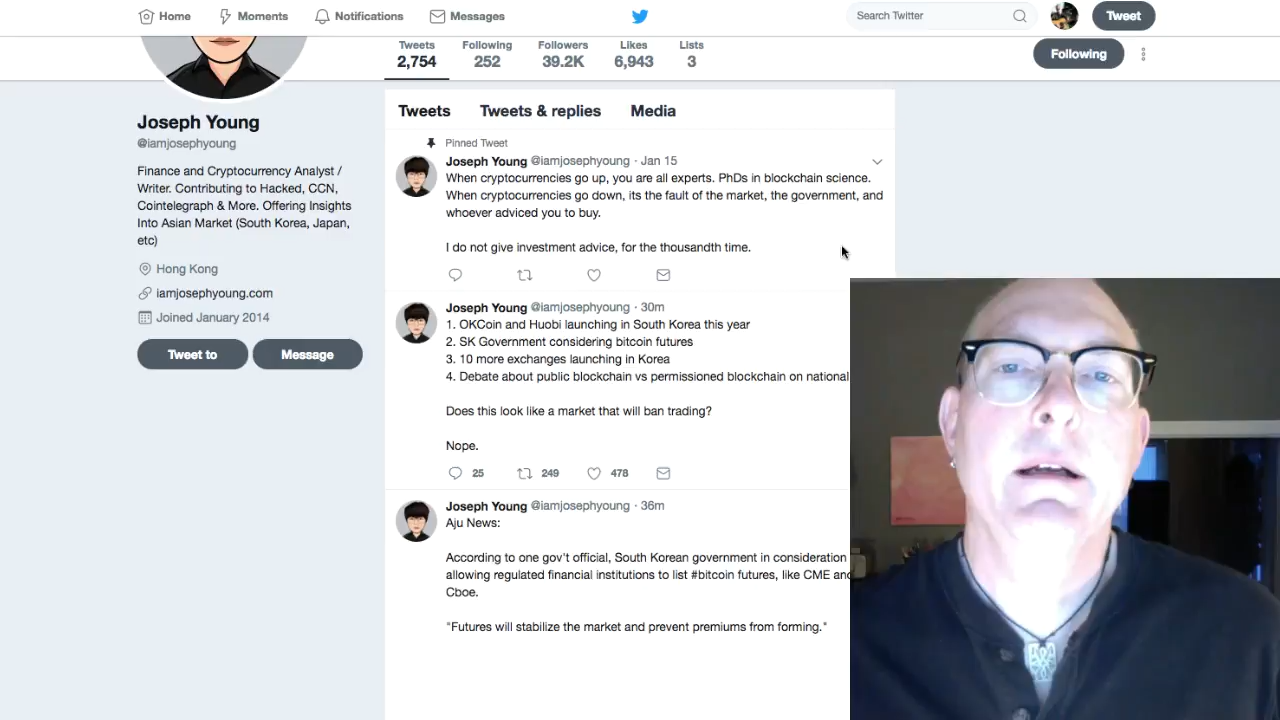 Home
Moments
Notifications
Messages
Search Twitter
Tweet
Tweets
Following
Followers
Likes
Lists
2,754
252
39.2K
6,943
3
Following
Joseph Young
@iamjosephyoung
Finance and Cryptocurrency Analyst /
Writer. Contributing to Hacked, CCN,
Cointelegraph & More. Offering Insights
Into Asian Market (South Korea, Japan,
etc)
Hong Kong
iamjosephyoung.com
Joined January 2014
Tweet to
Message
Tweets
Tweets & replies
Media
Pinned Tweet
Joseph Young @iamjosephyoung · Jan 15
When cryptocurrencies go up, you are all experts. PhDs in blockchain science.
When cryptocurrencies go down, its the fault of the market, the government, and
whoever adviced you to buy.
I do not give investment advice, for the thousandth time.
Joseph Young @iamjosephyoung · 30m
1. OKCoin and Huobi launching in South Korea this year
2. SK Government considering bitcoin futures
3. 10 more exchanges launching in Korea
4. Debate about public blockchain vs permissioned blockchain on national
Does this look like a market that will ban trading?
Nope.
25
249
478
Joseph Young @iamjosephyoung · 36m
Aju News:
According to one gov't official, South Korean government in consideration
allowing regulated financial institutions to list #bitcoin futures, like CME and
Cboe.
"Futures will stabilize the market and prevent premiums from forming."